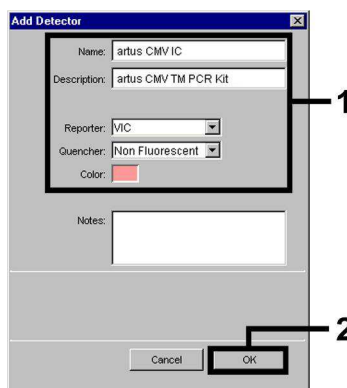 Add Detector
Name: artus CMV IC
Description: artus CMV TM PCR Kit
1
Reporter: VIC
Quencher: Non Fluorescent
Color:
Notes:
2
Cancel OK